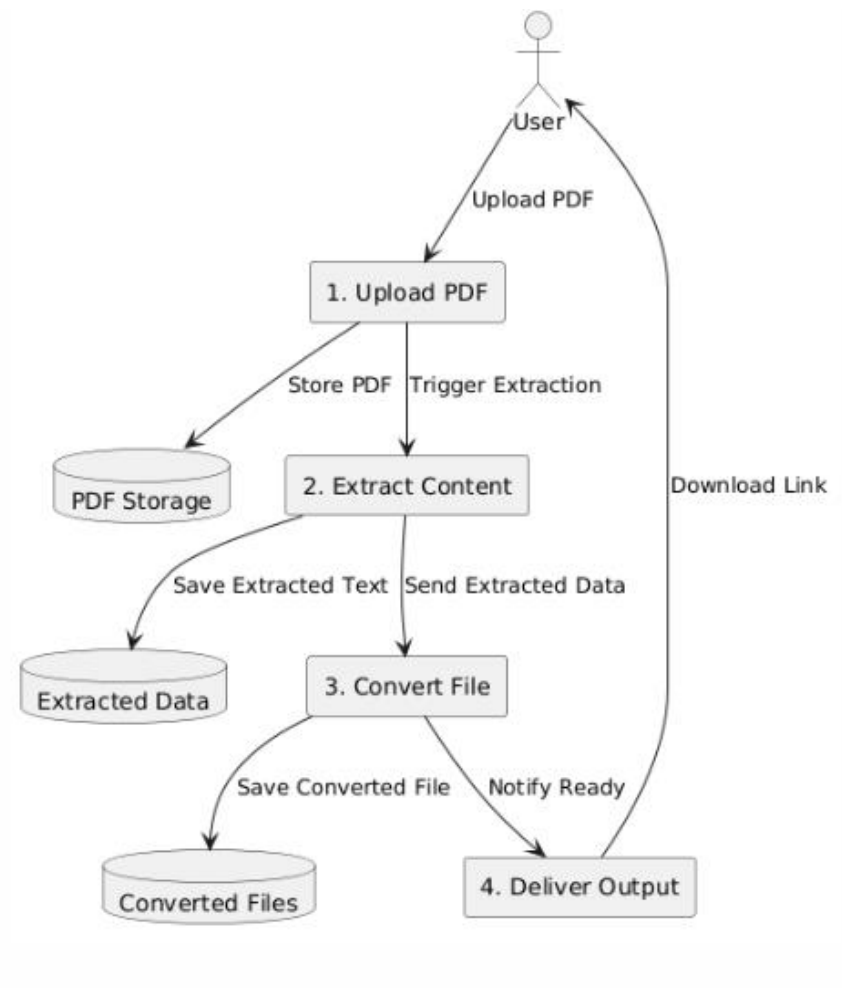 User
Upload PDF
1. Upload PDF
Store PDF
Trigger Extraction
PDF Storage
2. Extract Content
Download Link
Save Extracted Text
Send Extracted Data
Extracted Data
3. Convert File
Save Converted File
Notify Ready
Converted Files
4. Deliver Output